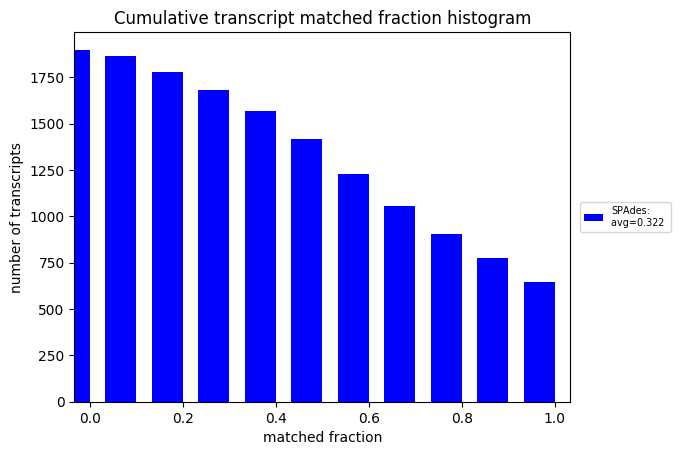 Cumulative transcript matched fraction histogram
number of transcripts
1750
1500
1250
1000
750
500
250
0
0.0 0.2 0.4 0.6 0.8 1.0
matched fraction
SPAdes:
avg=0.322